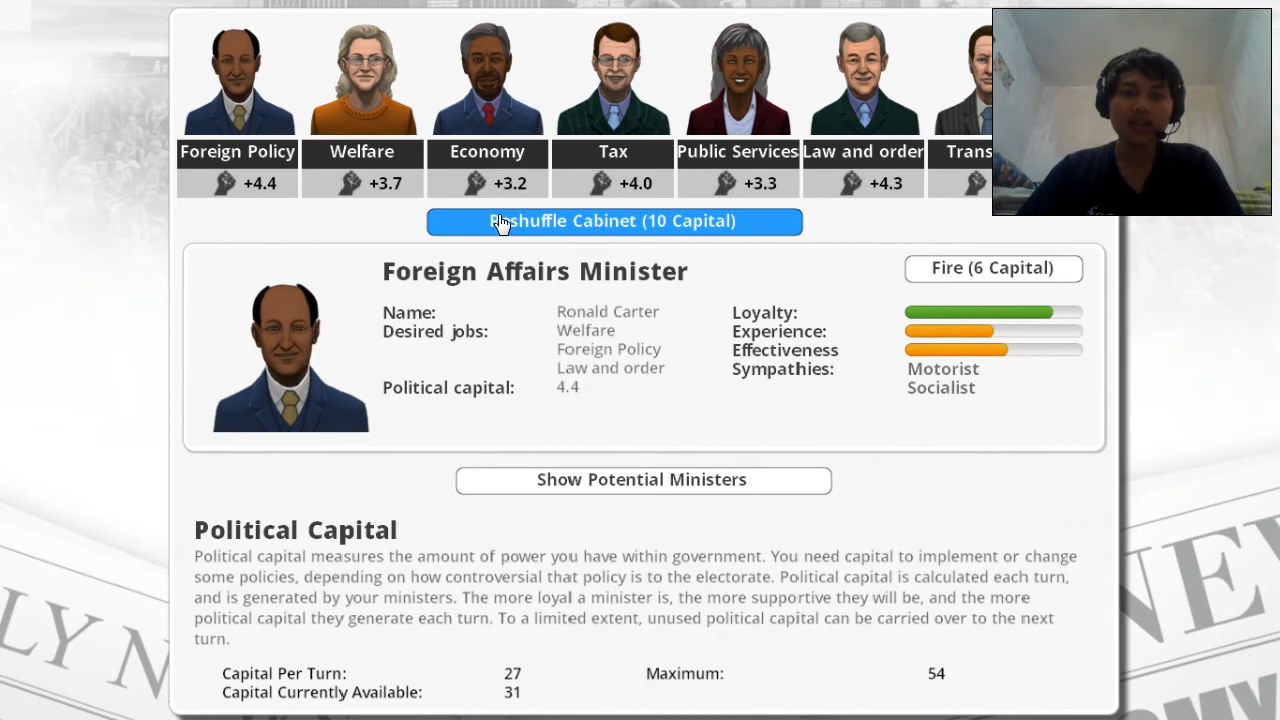 Foreign Policy Welfare Economy Tax Public Services Law and order Trans
+4.4 +3.7 +3.2 +4.0 +3.3 +4.3
Reshuffle Cabinet (10 Capital)
Foreign Affairs Minister
Fire (6 Capital)
Name: Ronald Carter
Desired jobs: Welfare
Foreign Policy
Law and order
Political capital: 4.4
Loyalty:
Experience:
Effectiveness
Sympathies: Motorist
Socialist
Show Potential Ministers
Political Capital
Political capital measures the amount of power you have within government. You need capital to implement or change
some policies, depending on how controversial that policy is to the electorate. Political capital is calculated each turn,
and is generated by your ministers. The more loyal a minister is, the more supportive they will be, and the more
political capital they generate each turn. To a limited extent, unused political capital can be carried over to the next
turn.
Capital Per Turn: 27 Maximum: 54
Capital Currently Available: 31
LY N
NEW